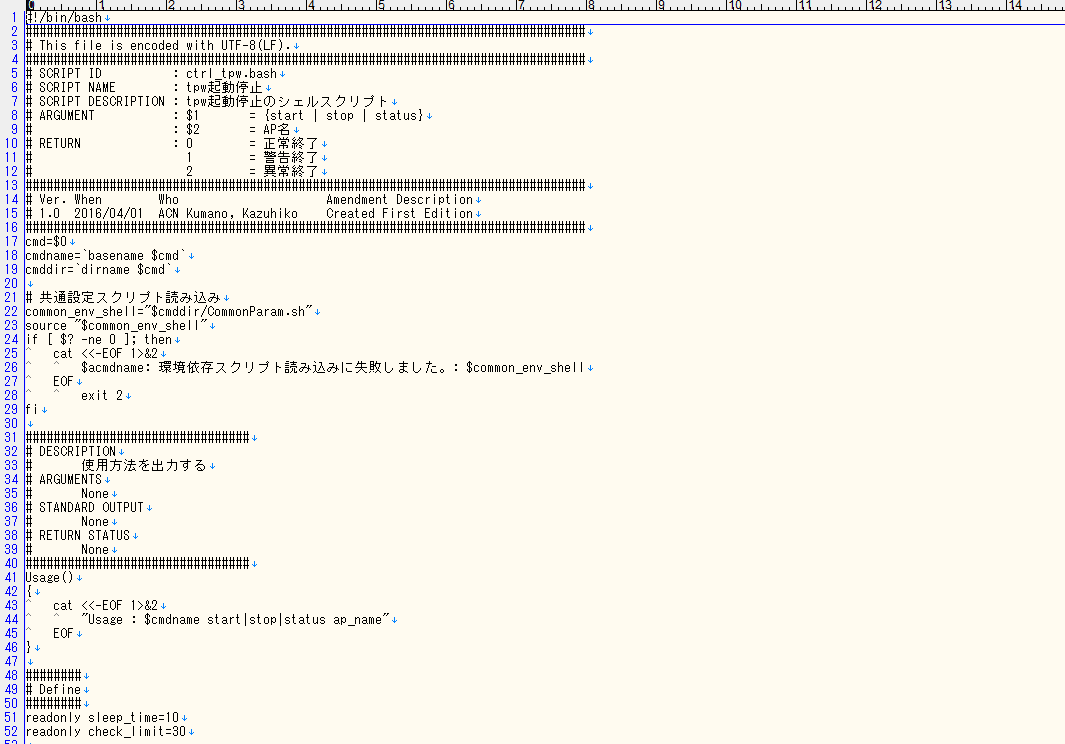 0 1 2 3 4 5 6 7 8 9 10 11 12 13 14
1 #!/bin/bash↓
2 ################################################################################↓
3 # This file is encoded with UTF-8(LF).↓
4 ################################################################################↓
5 # SCRIPT ID          : ctrl_tpw.bash↓
6 # SCRIPT NAME        : tpw起動停止↓
7 # SCRIPT DESCRIPTION : tpw起動停止のシェルスクリプト↓
8 # ARGUMENT           : $1       = {start | stop | status}↓
9 #                    : $2       = AP名↓
10 # RETURN             : 0        = 正常終了↓
11 #                      1        = 警告終了↓
12 #                      2        = 異常終了↓
13 ################################################################################↓
14 # Ver. When        Who                     Amendment Description↓
15 # 1.0  2016/04/01  ACN Kumano, Kazuhiko    Created First Edition↓
16 ################################################################################↓
17 cmd=$0↓
18 cmdname=`basename $cmd`↓
19 cmddir=`dirname $cmd`↓
20 ↓
21 # 共通設定スクリプト読み込み↓
22 common_env_shell="$cmddir/CommonParam.sh"↓
23 source "$common_env_shell"↓
24 if [ $? -ne 0 ]; then↓
25 ^   cat <<-EOF 1>&2↓
26 ^   ^   $acmdname: 環境依存スクリプト読み込みに失敗しました。: $common_env_shell↓
27 ^   EOF↓
28 ^   ^   exit 2↓
29 fi↓
30 ↓
31 ################################↓
32 # DESCRIPTION↓
33 #       使用方法を出力する↓
34 # ARGUMENTS↓
35 #       None↓
36 # STANDARD OUTPUT↓
37 #       None↓
38 # RETURN STATUS↓
39 #       None↓
40 ################################↓
41 Usage()↓
42 {↓
43 ^   cat <<-EOF 1>&2↓
44 ^   ^   "Usage : $cmdname start|stop|status ap_name"↓
45 ^   EOF↓
46 }↓
47 ↓
48 ########↓
49 # Define↓
50 ########↓
51 readonly sleep_time=10↓
52 readonly check_limit=30↓